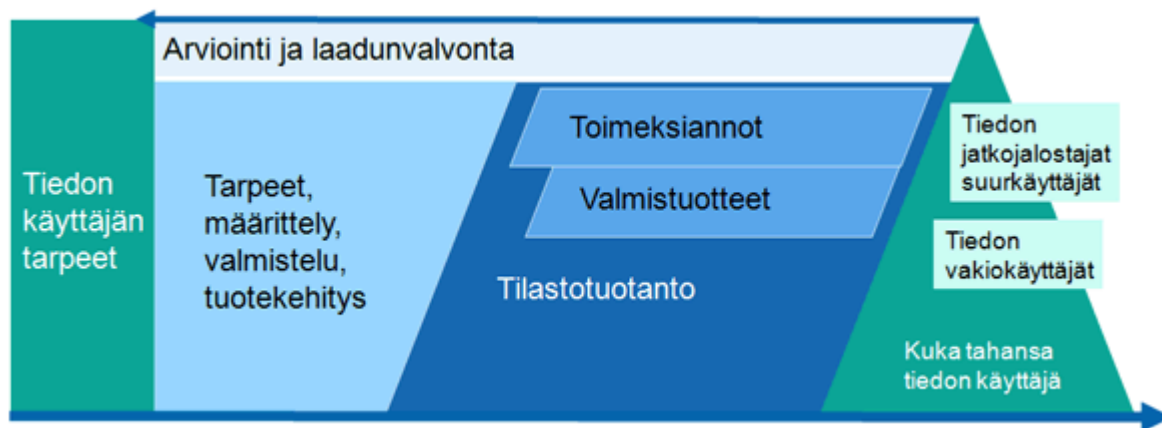 Arviointi ja laadunvalvonta
Tiedon
käyttäjän
tarpeet
Tarpeet,
määrittely,
valmistelu,
tuotekehitys
Toimeksiannot
Valmistuotteet
Tilastotuotanto
Tiedon
jatkojalostajat
suurkäyttäjät
Tiedon
vakiokäyttäjät
Kuka tahansa
tiedon käyttäjä